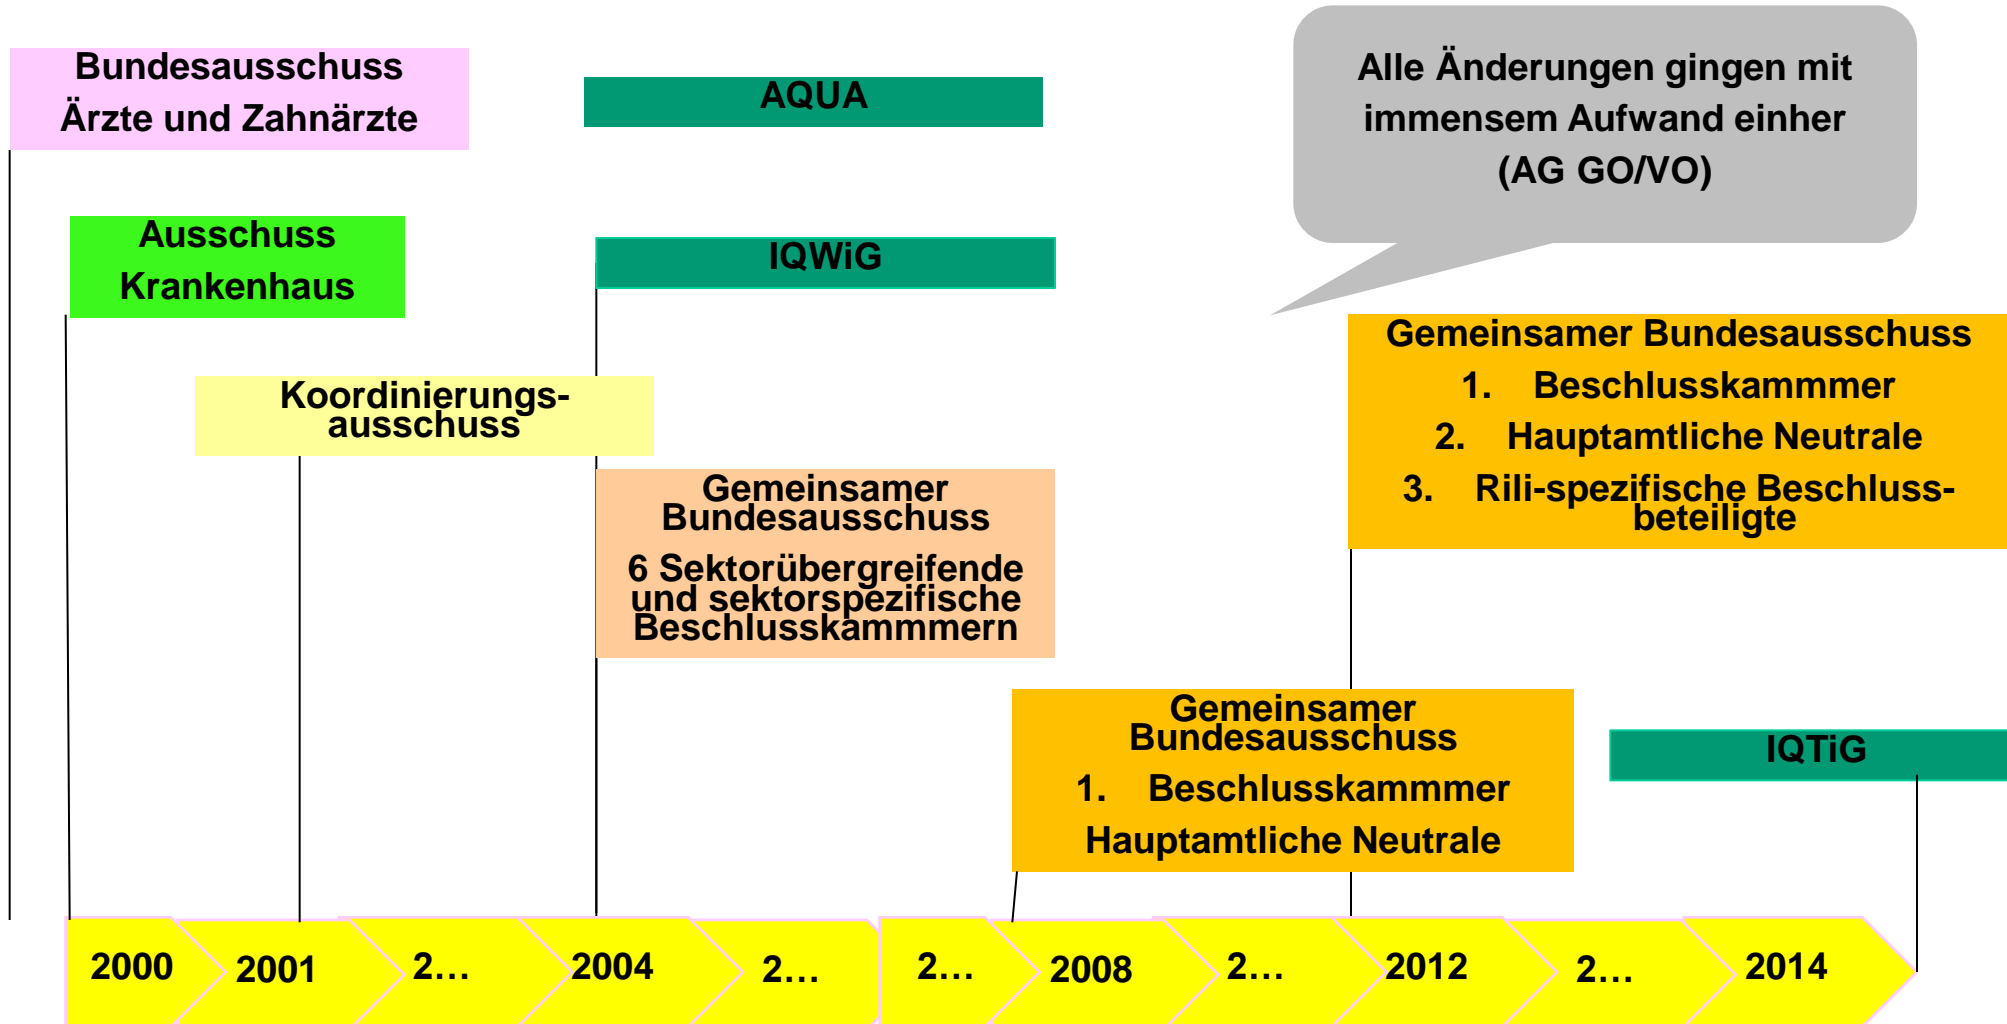 Bundesausschuss
Ärzte und Zahnärzte
AQUA
Alle Änderungen gingen mit
immensem Aufwand einher
(AG GO/VO)
Ausschuss
Krankenhaus
IQWiG
Koordinierungs-
ausschuss
Gemeinsamer Bundesausschuss
1. Beschlusskammmer
2. Hauptamtliche Neutrale
3. Rili-spezifische Beschluss-
beteiligte
Gemeinsamer
Bundesausschuss
6 Sektorübergreifende
und sektorspezifische
Beschlusskammmern
Gemeinsamer
Bundesausschuss
1. Beschlusskammmer
Hauptamtliche Neutrale
IQTiG
2000 2001 2… 2004 2… 2… 2008 2… 2012 2… 2014